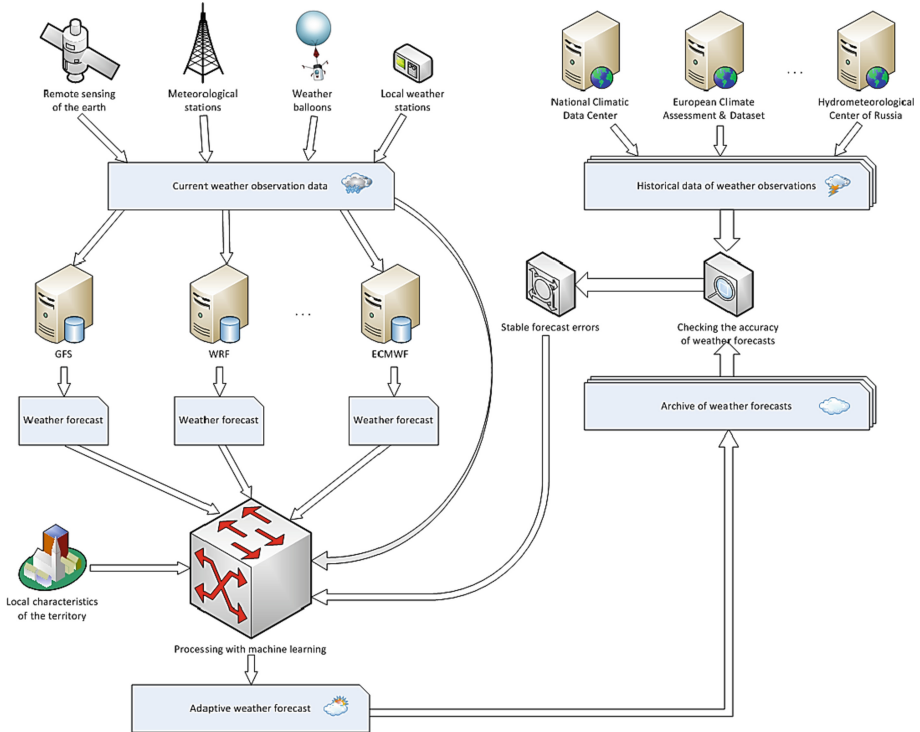 Remote sensing
of the earth
Meteorological
stations
Weather
balloons
Local weather
stations
National Climatic
Data Center
European Climate
Assessment & Dataset
...
Hydrometeorological
Center of Russia
Current weather observation data
Historical data of weather observations
GFS
WRF
...
ECMWF
Stable forecast errors
Checking the accuracy
of weather forecasts
Weather forecast
Weather forecast
Weather forecast
Archive of weather forecasts
Local characteristics
of the territory
Processing with machine learning
Adaptive weather forecast